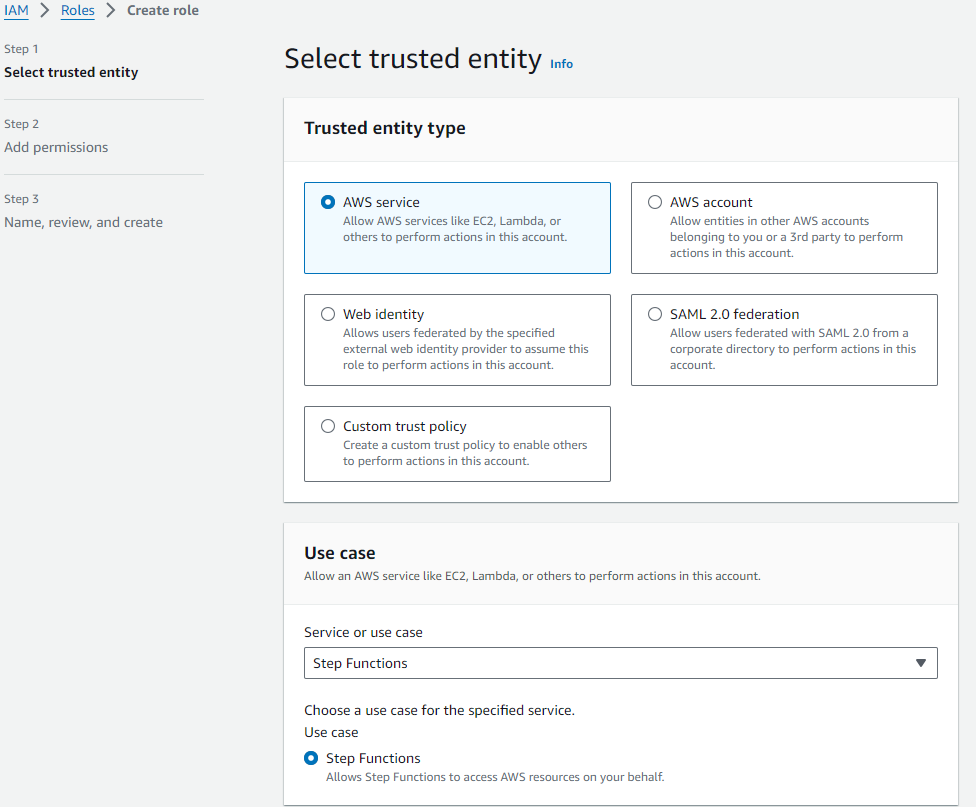 IAM > Roles > Create role
Step 1
Select trusted entity
Step 2
Add permissions
Step 3
Name, review, and create
Select trusted entity Info
Trusted entity type
AWS service
Allow AWS services like EC2, Lambda, or
others to perform actions in this account.
AWS account
Allow entities in other AWS accounts
belonging to you or a 3rd party to perform
actions in this account.
Web identity
Allows users federated by the specified
external web identity provider to assume this
role to perform actions in this account.
SAML 2.0 federation
Allow users federated with SAML 2.0 from a
corporate directory to perform actions in this
account.
Custom trust policy
Create a custom trust policy to enable others
to perform actions in this account.
Use case
Allow an AWS service like EC2, Lambda, or others to perform actions in this account.
Service or use case
Step Functions
Choose a use case for the specified service.
Use case
Step Functions
Allows Step Functions to access AWS resources on your behalf.